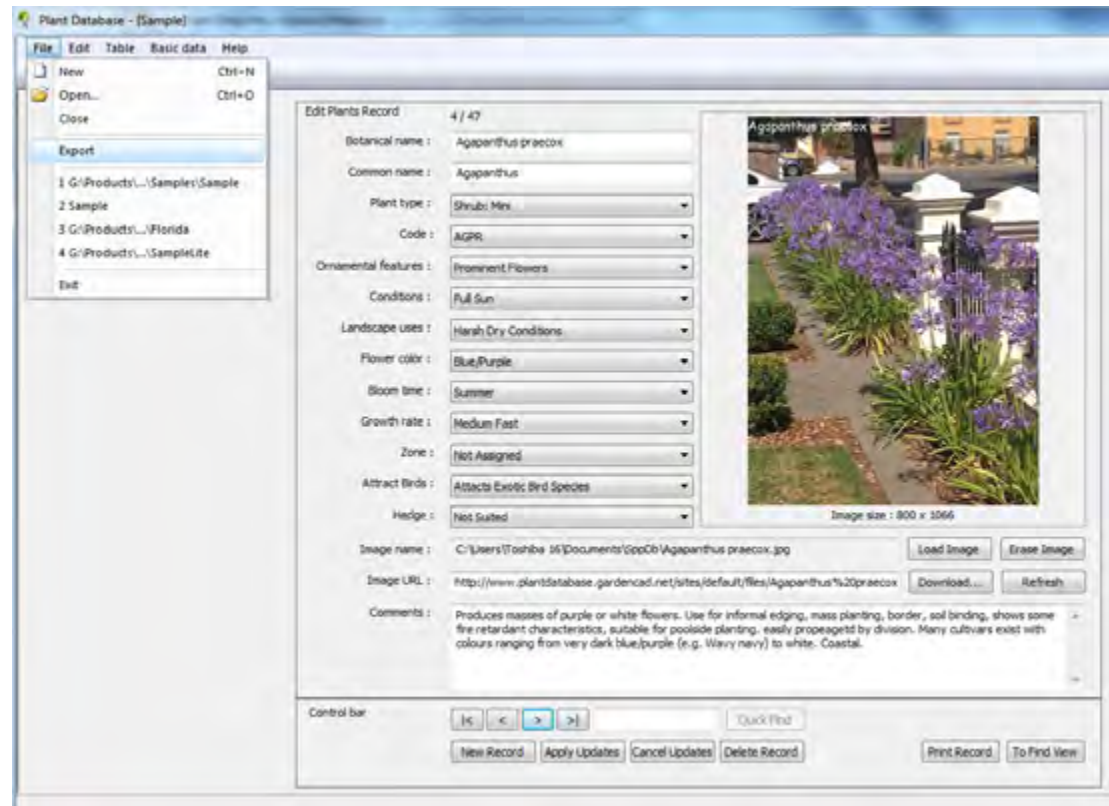 Plant Database - [Sample]
File Edit Table Basic data Help
New Ctrl+N
Open... Ctrl+O
Close
Export
1 G:\Products\...\Samples\Sample
2 Sample
3 G:\Products\...\Florida
4 G:\Products\...\SampleLite
Exit
Edit Plants Record 4 / 47
Botanical name : Agapanthus praecox
Common name : Agapanthus
Plant type : Shrub: Mini
Code : AGPR
Ornamental features : Prominent Flowers
Conditions : Full Sun
Landscape uses : Harsh Dry Conditions
Flower color : Blue/Purple
Bloom time : Summer
Growth rate : Medium Fast
Zone : Not Assigned
Attract Birds : Attacts Exotic Bird Species
Hedge : Not Suited
Agapanthus praecox
Image size : 800 x 1066
Image name : C:\Users\Toshiba 16\Documents\GppDb\Agapanthus praecox.jpg Load Image Erase Image
Image URL : http://www.plantdatabase.gardencad.net/sites/default/files/Agapanthus%20praecox Download... Refresh
Comments : Produces masses of purple or white flowers. Use for informal edging, mass planting, border, soil binding, shows some
fire retardant characteristics, suitable for poolside planting. easily propeagetd by division. Many cultivars exist with
colours ranging from very dark blue/purple (e.g. Wavy navy) to white. Coastal.
Control bar |< < > >| Quick Find
New Record Apply Updates Cancel Updates Delete Record Print Record To Find View